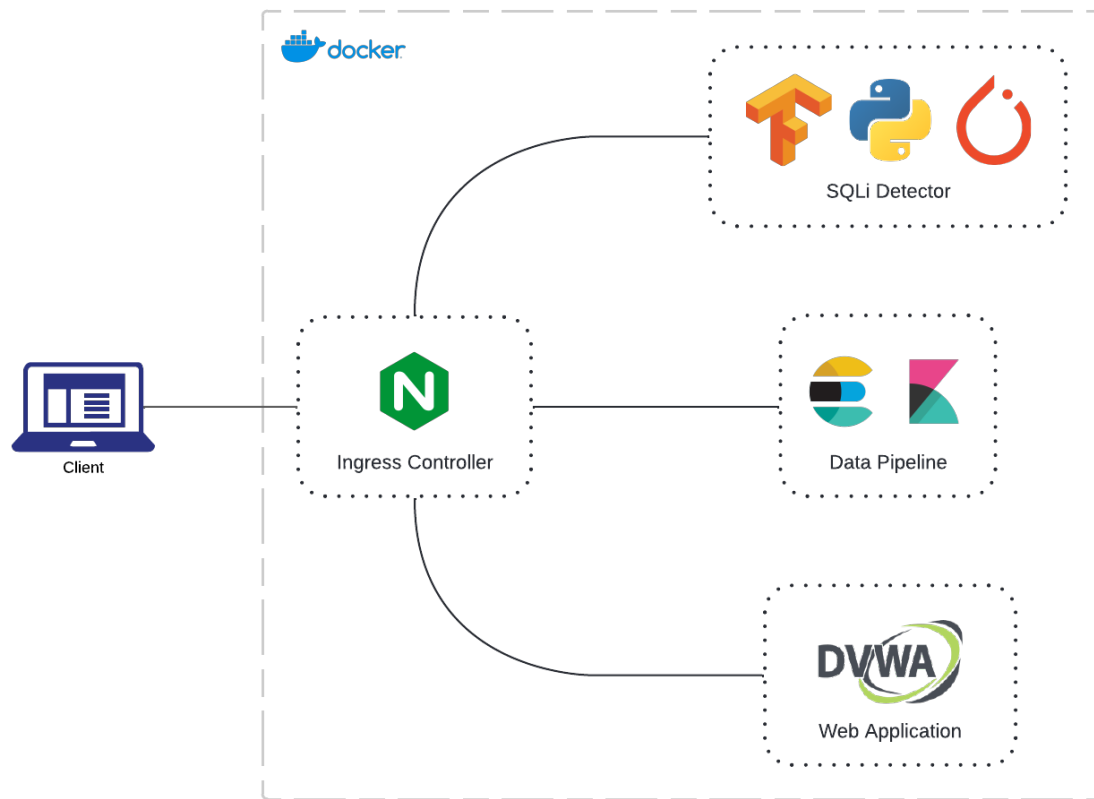 docker
SQLi Detector
Ingress Controller
Client
Data Pipeline
DVWA
Web Application